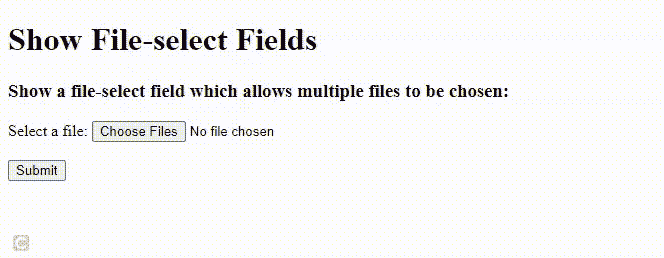 Show File-select Fields
Show a file-select field which allows multiple files to be chosen:
Select a file: Choose Files No file chosen
Submit